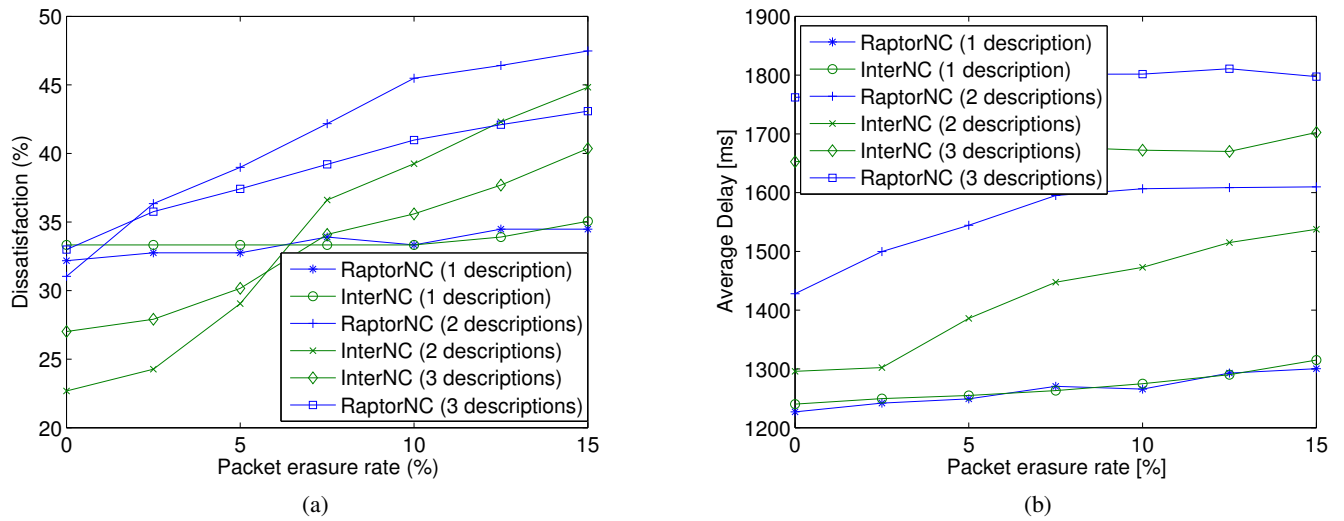 50
45
40
35
30
25
20
Dissatisfaction (%)
0
5
10
15
Packet erasure rate (%)
RaptorNC (1 description)
InterNC (1 description)
RaptorNC (2 descriptions)
InterNC (2 descriptions)
InterNC (3 descriptions)
RaptorNC (3 descriptions)
(a)
1900
1800
1700
1600
1500
1400
1300
1200
Average Delay [ms]
RaptorNC (1 description)
InterNC (1 description)
RaptorNC (2 descriptions)
InterNC (2 descriptions)
InterNC (3 descriptions)
RaptorNC (3 descriptions)
0
5
10
15
Packet erasure rate [%]
(b)